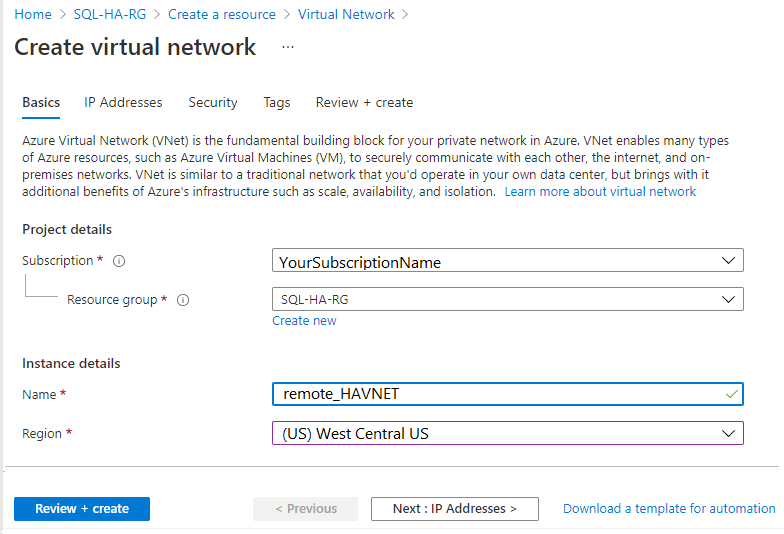 Home > SQL-HA-RG > Create a resource > Virtual Network >
Create virtual network ...
Basics IP Addresses Security Tags Review + create
Azure Virtual Network (VNet) is the fundamental building block for your private network in Azure. VNet enables many types
of Azure resources, such as Azure Virtual Machines (VM), to securely communicate with each other, the internet, and on-
premises networks. VNet is similar to a traditional network that you'd operate in your own data center, but brings with it
additional benefits of Azure's infrastructure such as scale, availability, and isolation. Learn more about virtual network
Project details
Subscription * YourSubscriptionName
Resource group * SQL-HA-RG
Create new
Instance details
Name * remote_HAVNET
Region * (US) West Central US
Review + create < Previous Next : IP Addresses > Download a template for automation